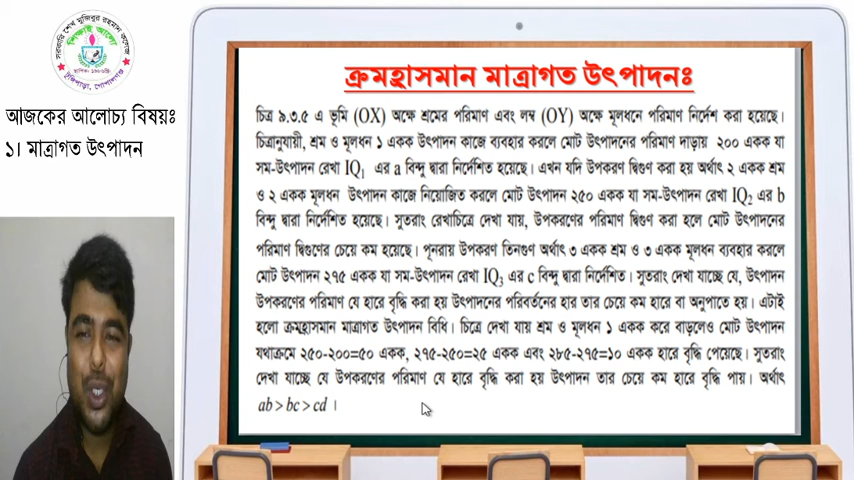 সরকারি শেখ মুজিবুর রহমান কলেজ
শিক্ষাই আলো
টুঙ্গিপাড়া, গোপালগঞ্জ
আজকের আলোচ্য বিষয়ঃ
১। মাত্রাগত উৎপাদন
ক্রমহ্রাসমান মাত্রাগত উৎপাদনঃ
চিত্র ৯.৩.৫ এ ভূমি (OX) অক্ষে শ্রমের পরিমাণ এবং লম্ব (OY) অক্ষে মূলধনে পরিমাণ নির্দেশ করা হয়েছে।
চিত্রানুযায়ী, শ্রম ও মূলধন ১ একক উৎপাদন কাজে ব্যবহার করলে মোট উৎপাদনের পরিমাণ দাড়ায় ২০০ একক যা
সম-উৎপাদন রেখা IQ₁ এর a বিন্দু দ্বারা নির্দেশিত হয়েছে। এখন যদি উপকরণ দ্বিগুণ করা হয় অর্থাৎ ২ একক শ্রম
ও ২ একক মূলধন উৎপাদন কাজে নিয়োজিত করলে মোট উৎপাদন ২৫০ একক যা সম-উৎপাদন রেখা IQ₂ এর b
বিন্দু দ্বারা নির্দেশিত হয়েছে। সুতরাং রেখাচিত্রে দেখা যায়, উপকরণের পরিমাণ দ্বিগুণ করা হলে মোট উৎপাদনের
পরিমাণ দ্বিগুণের চেয়ে কম হয়েছে। পূনরায় উপকরণ তিনগুণ অর্থাৎ ৩ একক শ্রম ও ৩ একক মূলধন ব্যবহার করলে
মোট উৎপাদন ২৭৫ একক যা সম-উৎপাদন রেখা IQ₃ এর c বিন্দু দ্বারা নির্দেশিত। সুতরাং দেখা যাচ্ছে যে, উৎপাদন
উপকরণের পরিমাণ যে হারে বৃদ্ধি করা হয় উৎপাদনের পরিবর্তনের হার তার চেয়ে কম হারে বা অনুপাতে হয়। এটাই
হলো ক্রমহ্রাসমান মাত্রাগত উৎপাদন বিধি। চিত্রে দেখা যায় শ্রম ও মূলধন ১ একক করে বাড়লেও মোট উৎপাদন
যথাক্রমে ২৫০-২০০=৫০ একক, ২৭৫-২৫০=২৫ একক এবং ২৮৫-২৭৫=১০ একক হারে বৃদ্ধি পেয়েছে। সুতরাং
দেখা যাচ্ছে যে উপকরণের পরিমাণ যে হারে বৃদ্ধি করা হয় উৎপাদন তার চেয়ে কম হারে বৃদ্ধি পায়। অর্থাৎ
ab > bc > cd ।